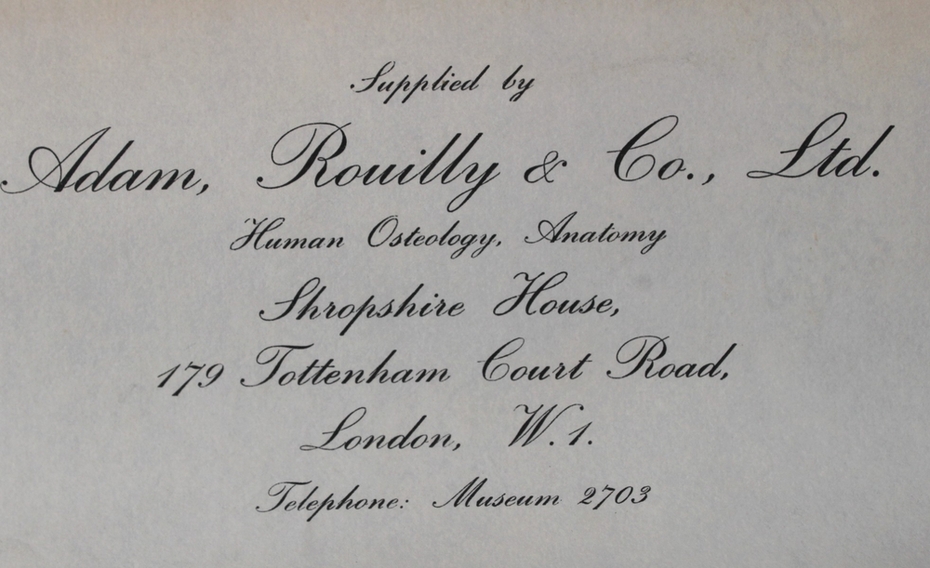 Supplied by
Adam, Rouilly & Co., Ltd.
Human Osteology, Anatomy
Shropshire House,
179 Tottenham Court Road,
London, W.1.
Telephone: Museum 2703